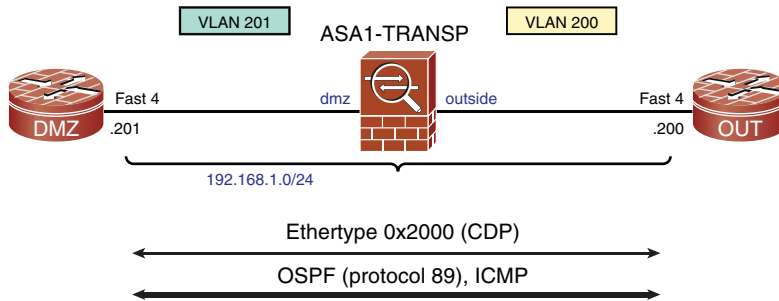 VLAN 201
VLAN 200
ASA1-TRANSP
Fast 4
dmz
outside
Fast 4
DMZ
OUT
.201
.200
192.168.1.0/24
Ethertype 0x2000 (CDP)
OSPF (protocol 89), ICMP